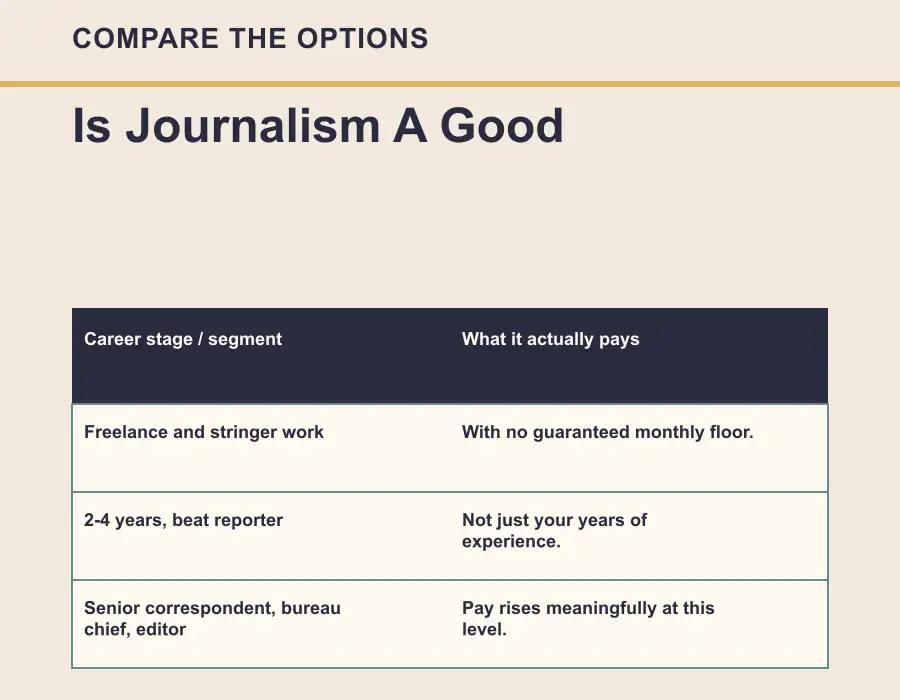 COMPARE THE OPTIONS
Is Journalism A Good
Career stage / segment
What it actually pays
Freelance and stringer work
With no guaranteed monthly floor.
2-4 years, beat reporter
Not just your years of
experience.
Senior correspondent, bureau
chief, editor
Pay rises meaningfully at this
level.